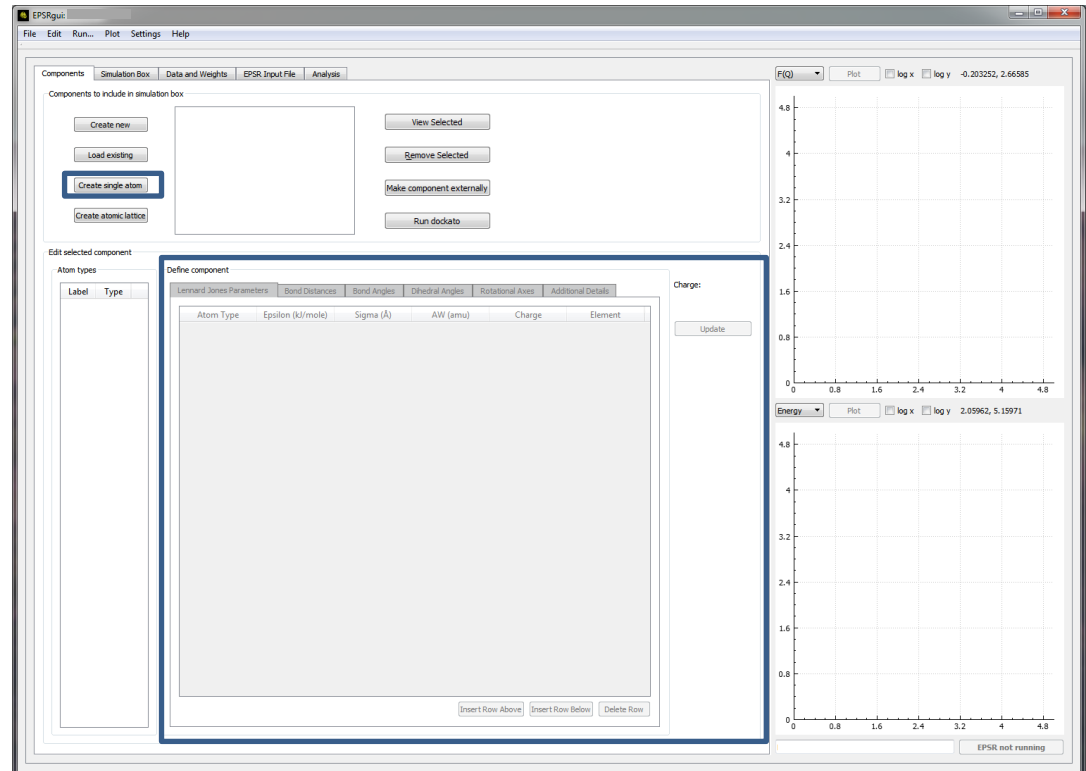 EPSRgui:
File Edit Run... Plot Settings Help
Components Simulation Box Data and Weights EPSR Input File Analysis
Components to include in simulation box
Create new
Load existing
Create single atom
Create atomic lattice
View Selected
Remove Selected
Make component externally
Run dockato
Edit selected component
Atom types
Label Type
Define component
Lennard Jones Parameters Bond Distances Bond Angles Dihedral Angles Rotational Axes Additional Details
Atom Type Epsilon (kJ/mole) Sigma (Å) AW (amu) Charge Element
Insert Row Above Insert Row Below Delete Row
Charge:
Update
F(Q) Plot log x log y -0.203252, 2.66585
4.8
4
3.2
2.4
1.6
0.8
0
0 0.8 1.6 2.4 3.2 4 4.8
Energy Plot log x log y 2.05962, 5.15971
4.8
4
3.2
2.4
1.6
0.8
0
0 0.8 1.6 2.4 3.2 4 4.8
EPSR not running